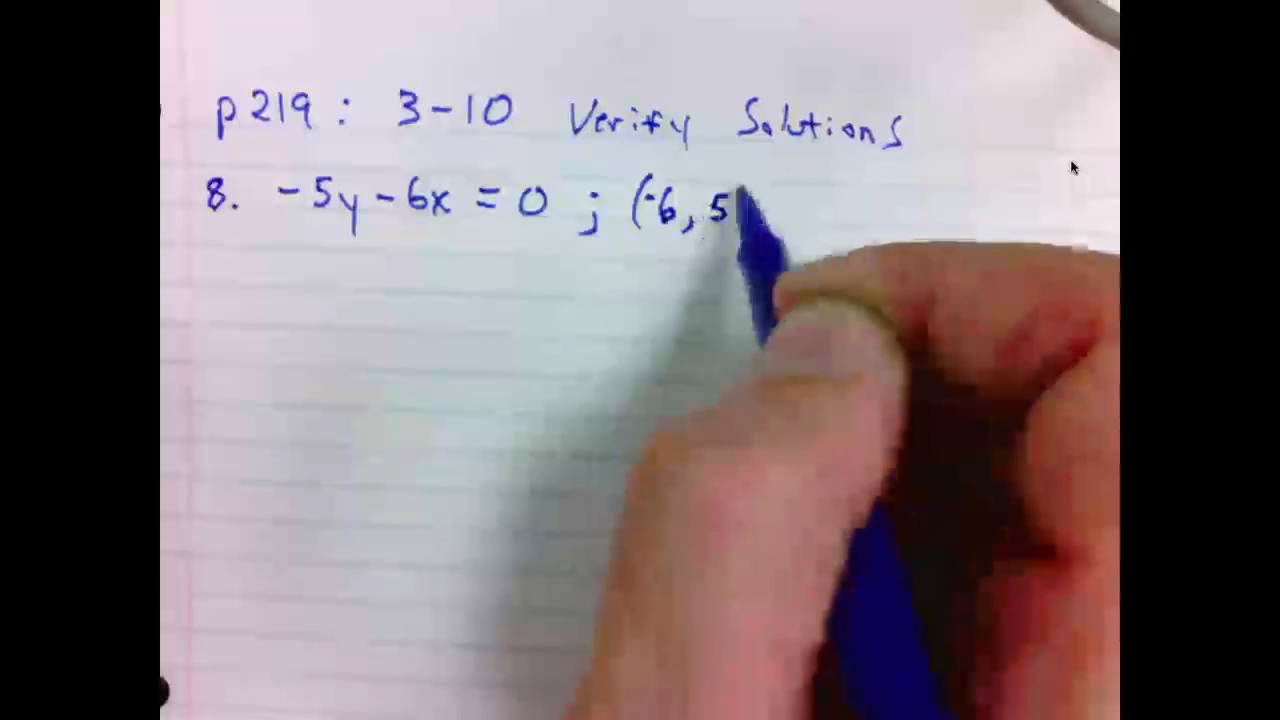 p219: 3-10 Verify Solutions
8. -5y-6x = 0 ; (-6, 5